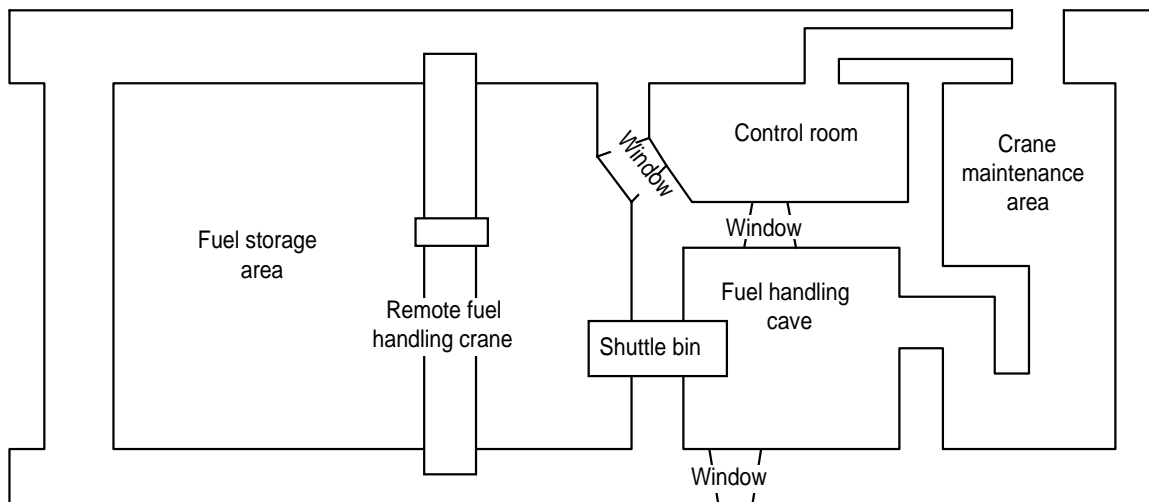 Control room
Crane
maintenance
area
Window
Window
Fuel storage
area
Fuel handling
cave
Remote fuel
handling crane
Shuttle bin
Window